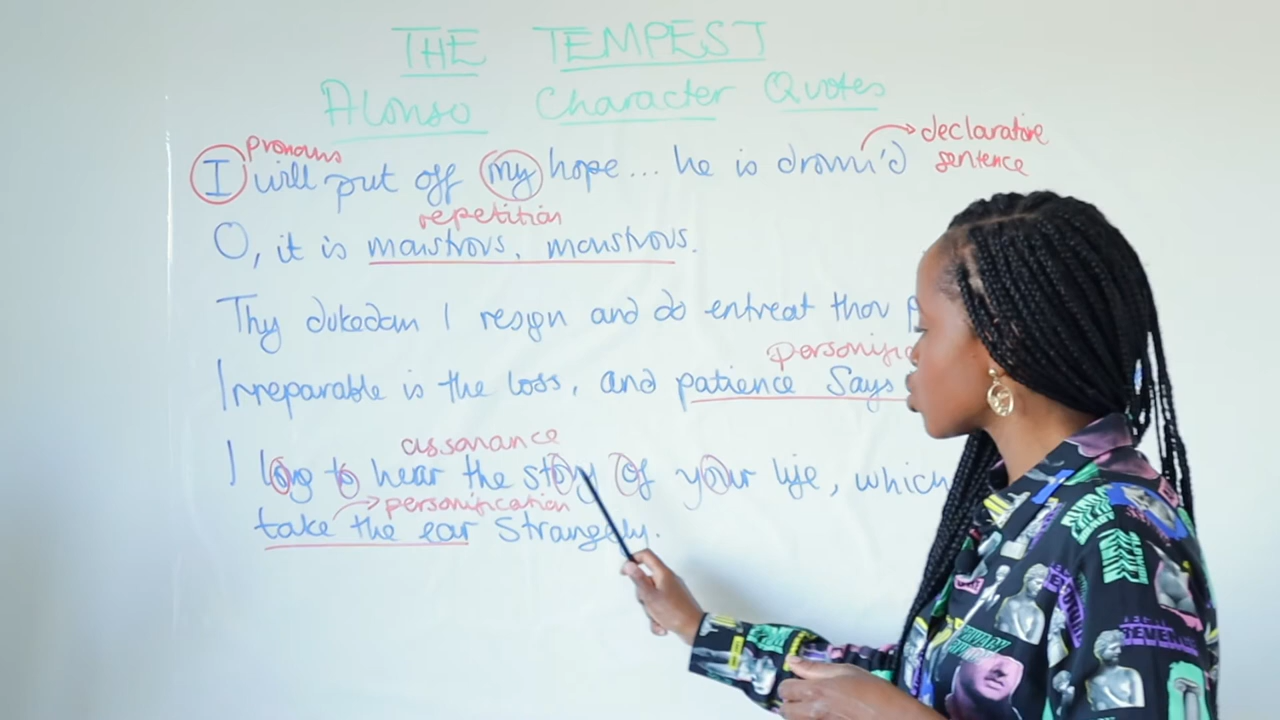 THE TEMPEST
Alonso Character Quotes
pronouns
declarative
sentence
I will put off my hope... he is drown'd
repetition
O, it is monstrous, monstrous.
Thy dukedom I resign and do entreat thou
Irreparable is the loss, and patience Says
assonance
I long to hear the story of your life, which
personification
take the ear Strangely.
REVENGE